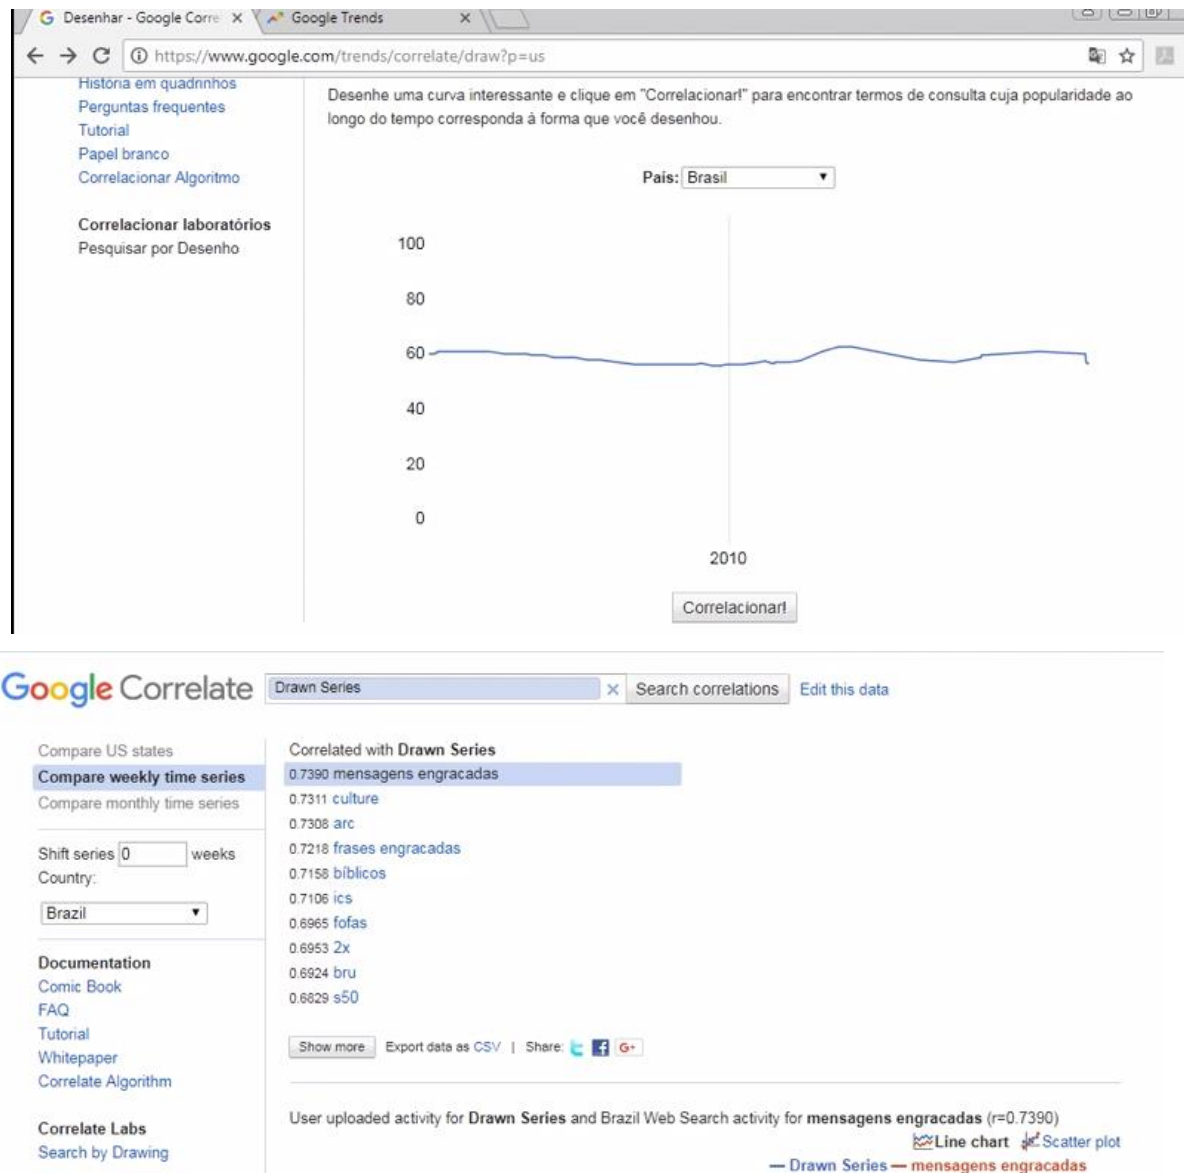 Desenhar - Google Corre
Google Trends
https://www.google.com/trends/correlate/draw?p=us
História em quadrinhos
Perguntas frequentes
Tutorial
Papel branco
Correlacionar Algoritmo
Correlacionar laboratórios
Pesquisar por Desenho
Desenhe uma curva interessante e clique em "Correlacionar!" para encontrar termos de consulta cuja popularidade ao
longo do tempo corresponda à forma que você desenhou.
País: Brasil
100
80
60
40
20
0
2010
Correlacionar!
Google Correlate
Drawn Series
Search correlations
Edit this data
Compare US states
Compare weekly time series
Compare monthly time series
Shift series 0 weeks
Country:
Brazil
Documentation
Comic Book
FAQ
Tutorial
Whitepaper
Correlate Algorithm
Correlate Labs
Search by Drawing
Correlated with Drawn Series
0.7390 mensagens engracadas
0.7311 culture
0.7308 arc
0.7218 frases engracadas
0.7158 bíblicos
0.7106 ics
0.6965 fofas
0.6953 2x
0.6924 bru
0.6829 s50
Show more Export data as CSV | Share: G+
User uploaded activity for Drawn Series and Brazil Web Search activity for mensagens engracadas (r=0.7390)
Line chart Scatter plot
Drawn Series mensagens engracadas